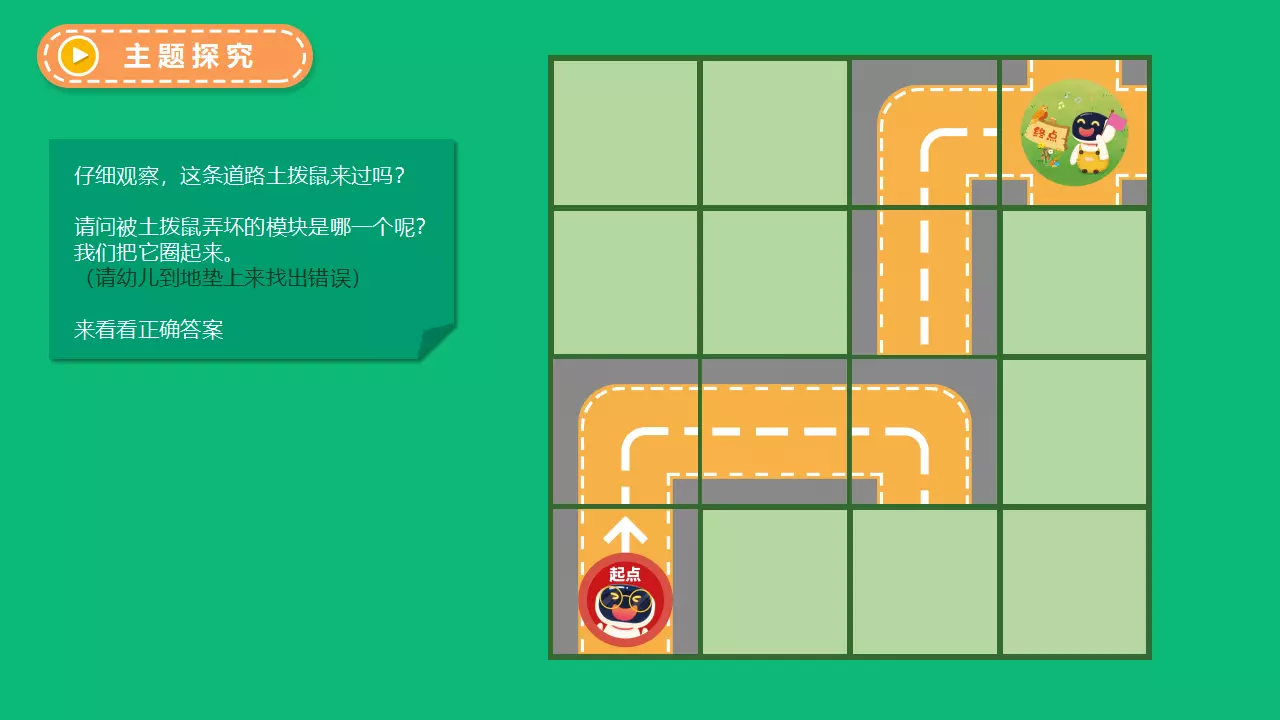 主题探究
仔细观察，这条道路土拨鼠来过吗？
请问被土拨鼠弄坏的模块是哪一个呢？
我们把它圈起来。
（请幼儿到地垫上来找出错误）
来看看正确答案
终点
起点